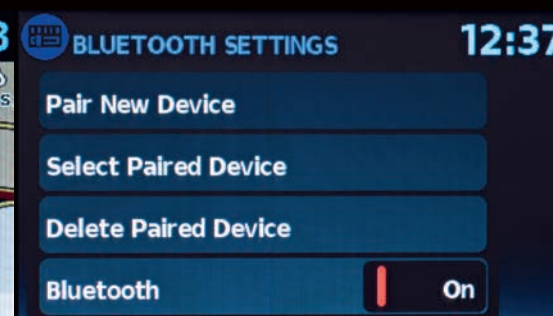 BLUETOOTH SETTINGS 12:37
Pair New Device
Select Paired Device
Delete Paired Device
Bluetooth On